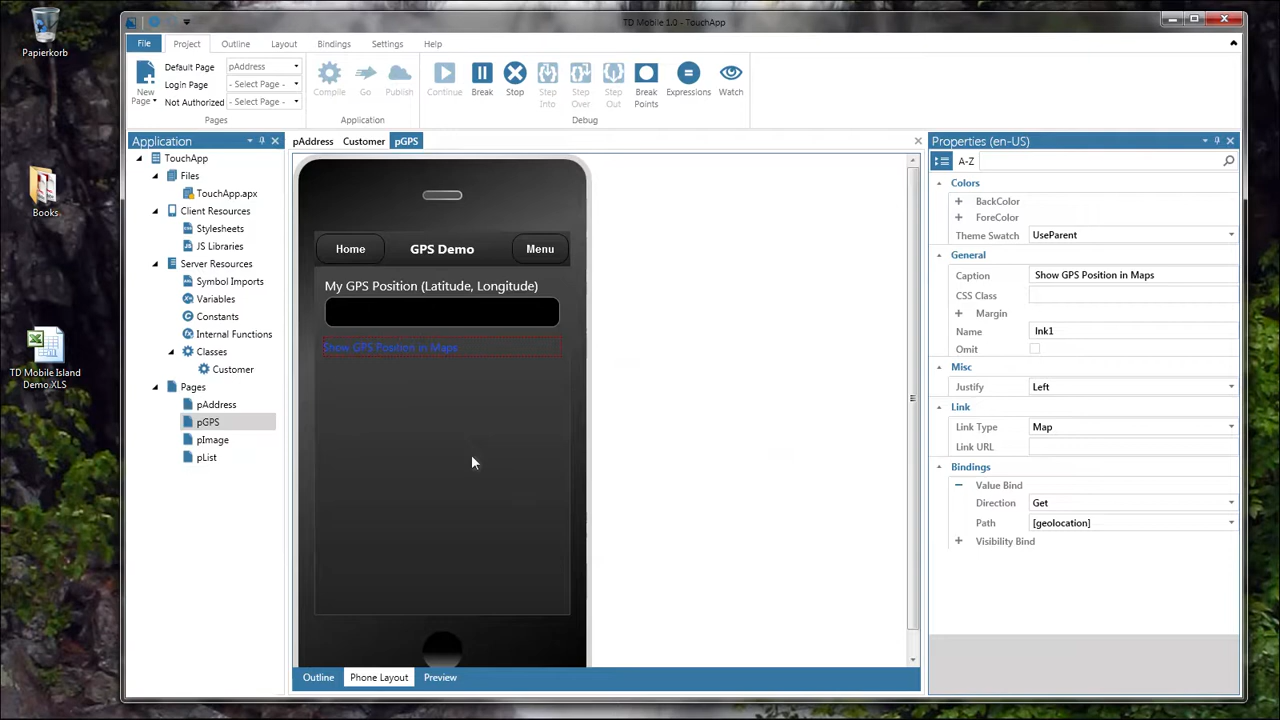 Papierkorb
Books
TD Mobile Island
Demo.XLS
TD Mobile 1.0 - TouchApp
File
Project
Outline
Layout
Bindings
Settings
Help
New
Page
Default Page
pAddress
Login Page
- Select Page -
Not Authorized
- Select Page -
Pages
Compile
Go
Publish
Application
Continue
Break
Stop
Step
Into
Step
Over
Step
Out
Break
Points
Expressions
Watch
Debug
Application
TouchApp
Files
TouchApp.apx
Client Resources
Stylesheets
JS Libraries
Server Resources
Symbol Imports
Variables
Constants
Internal Functions
Classes
Customer
Pages
pAddress
pGPS
pImage
pList
pAddress
Customer
pGPS
Home
GPS Demo
Menu
My GPS Position (Latitude, Longitude)
Show GPS Position in Maps
Outline
Phone Layout
Preview
Properties (en-US)
A-Z
Colors
BackColor
ForeColor
Theme Swatch
UseParent
General
Caption
Show GPS Position in Maps
CSS Class
Margin
Name
lnk1
Omit
Misc
Justify
Left
Link
Link Type
Map
Link URL
Bindings
Value Bind
Direction
Get
Path
[geolocation]
Visibility Bind